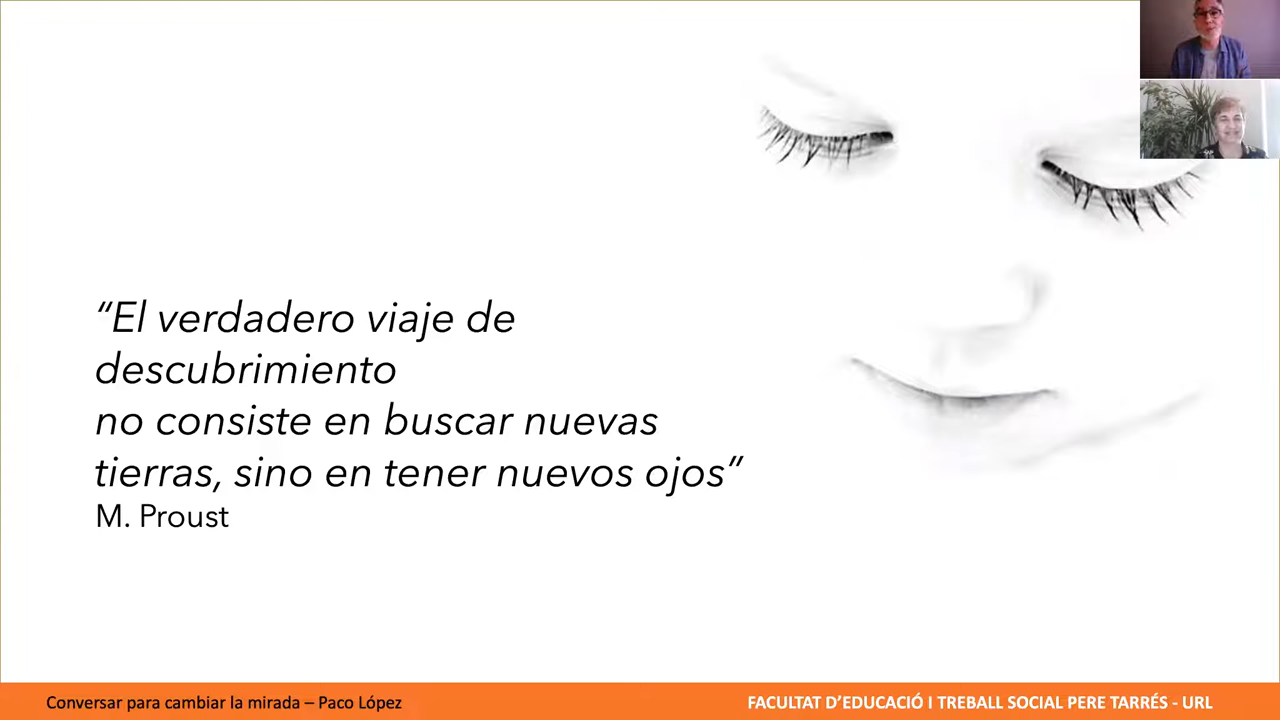 “El verdadero viaje de
descubrimiento
no consiste en buscar nuevas
tierras, sino en tener nuevos ojos”
M. Proust
Conversar para cambiar la mirada – Paco López
FACULTAT D’EDUCACIÓ I TREBALL SOCIAL PERE TARRÉS - URL